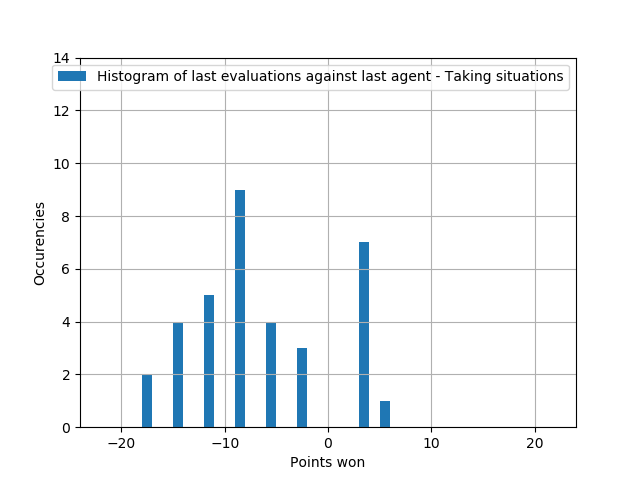 Histogram of last evaluations against last agent - Taking situations
14
12
10
8
6
4
2
0
Occurencies
−20 −10 0 10 20
Points won